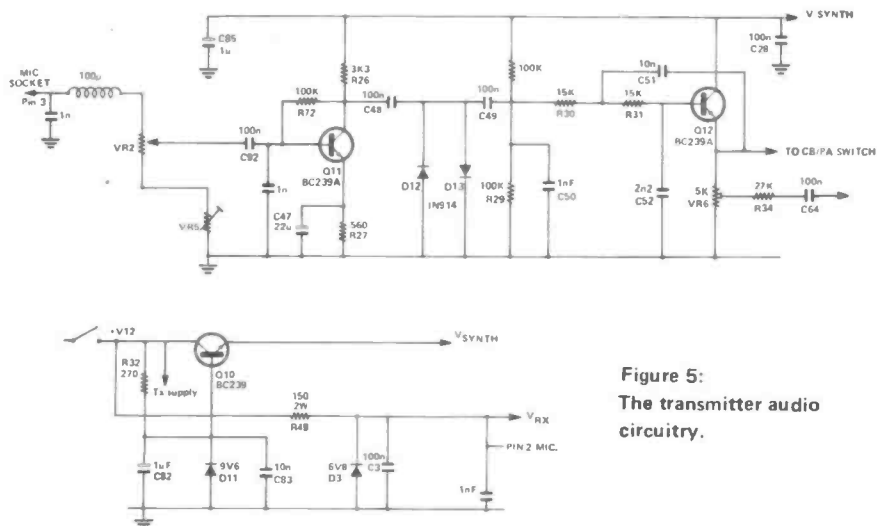 C85
1u
V SYNTH
100n
C28
MIC
SOCKET
Pin 3
100μ
1n
VR2
VR5
100n
C92
1n
C47
22u
100K
R72
3K3
R26
Q11
BC239A
560
R27
100n
C48
D12
D13
IN914
100n
C49
100K
100K
R29
1nF
C50
15K
R30
15K
R31
10n
C51
2n2
C52
Q12
BC239A
TO CB/PA SWITCH
5K
VR6
27K
R34
100n
C64
+V12
R32
270
Tx supply
Q10
BC239
VSYNTH
150
2W
R49
VRX
1uF
C82
9V6
D11
10n
C83
6V8
D3
100n
C3
PIN 2 MIC.
1nF
Figure 5:
The transmitter audio
circuitry.